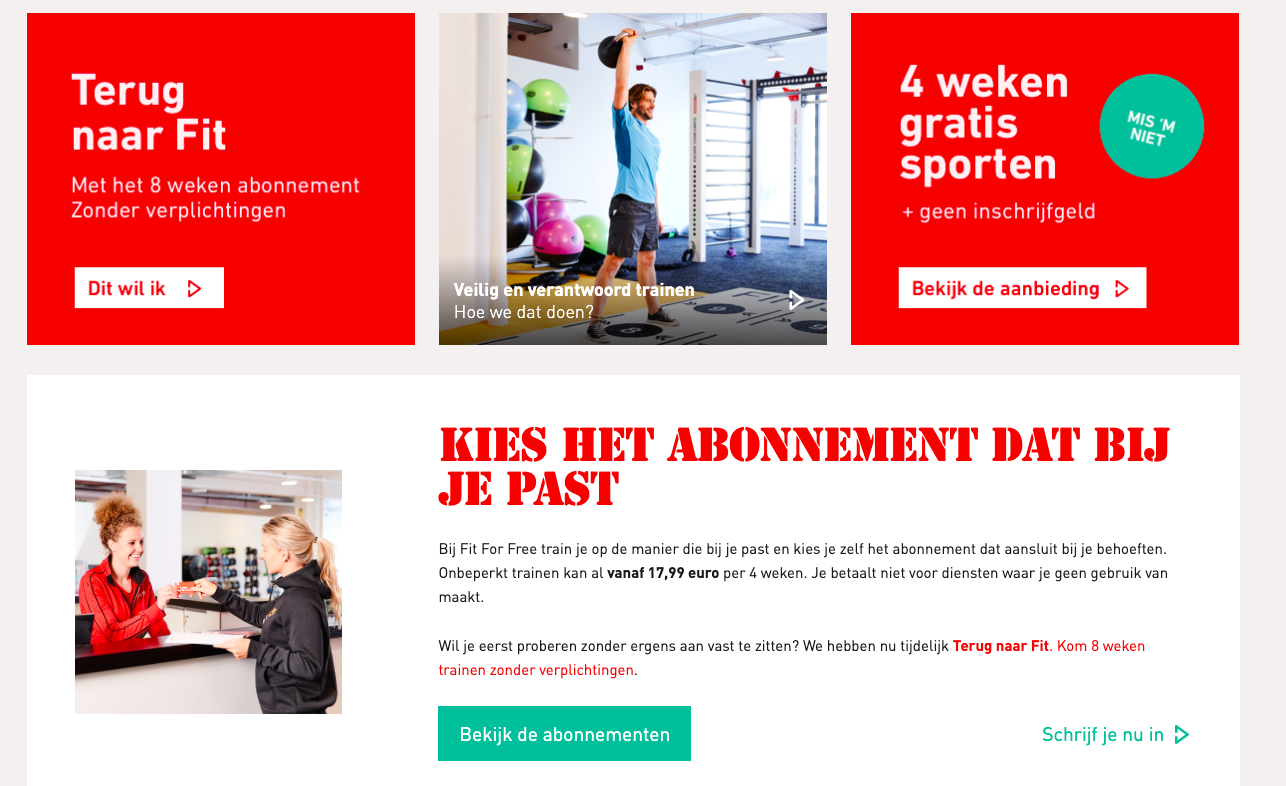 Terug
naar Fit
Met het 8 weken abonnement
Zonder verplichtingen
Dit wil ik
Veilig en verantwoord trainen
Hoe we dat doen?
4 weken
gratis
sporten
MIS 'M
NIET
+ geen inschrijfgeld
Bekijk de aanbieding
KIES HET ABONNEMENT DAT BIJ
JE PAST
Bij Fit For Free train je op de manier die bij je past en kies je zelf het abonnement dat aansluit bij je behoeften.
Onbeperkt trainen kan al vanaf 17,99 euro per 4 weken. Je betaalt niet voor diensten waar je geen gebruik van
maakt.
Wil je eerst proberen zonder ergens aan vast te zitten? We hebben nu tijdelijk Terug naar Fit. Kom 8 weken
trainen zonder verplichtingen.
Bekijk de abonnementen
Schrijf je nu in